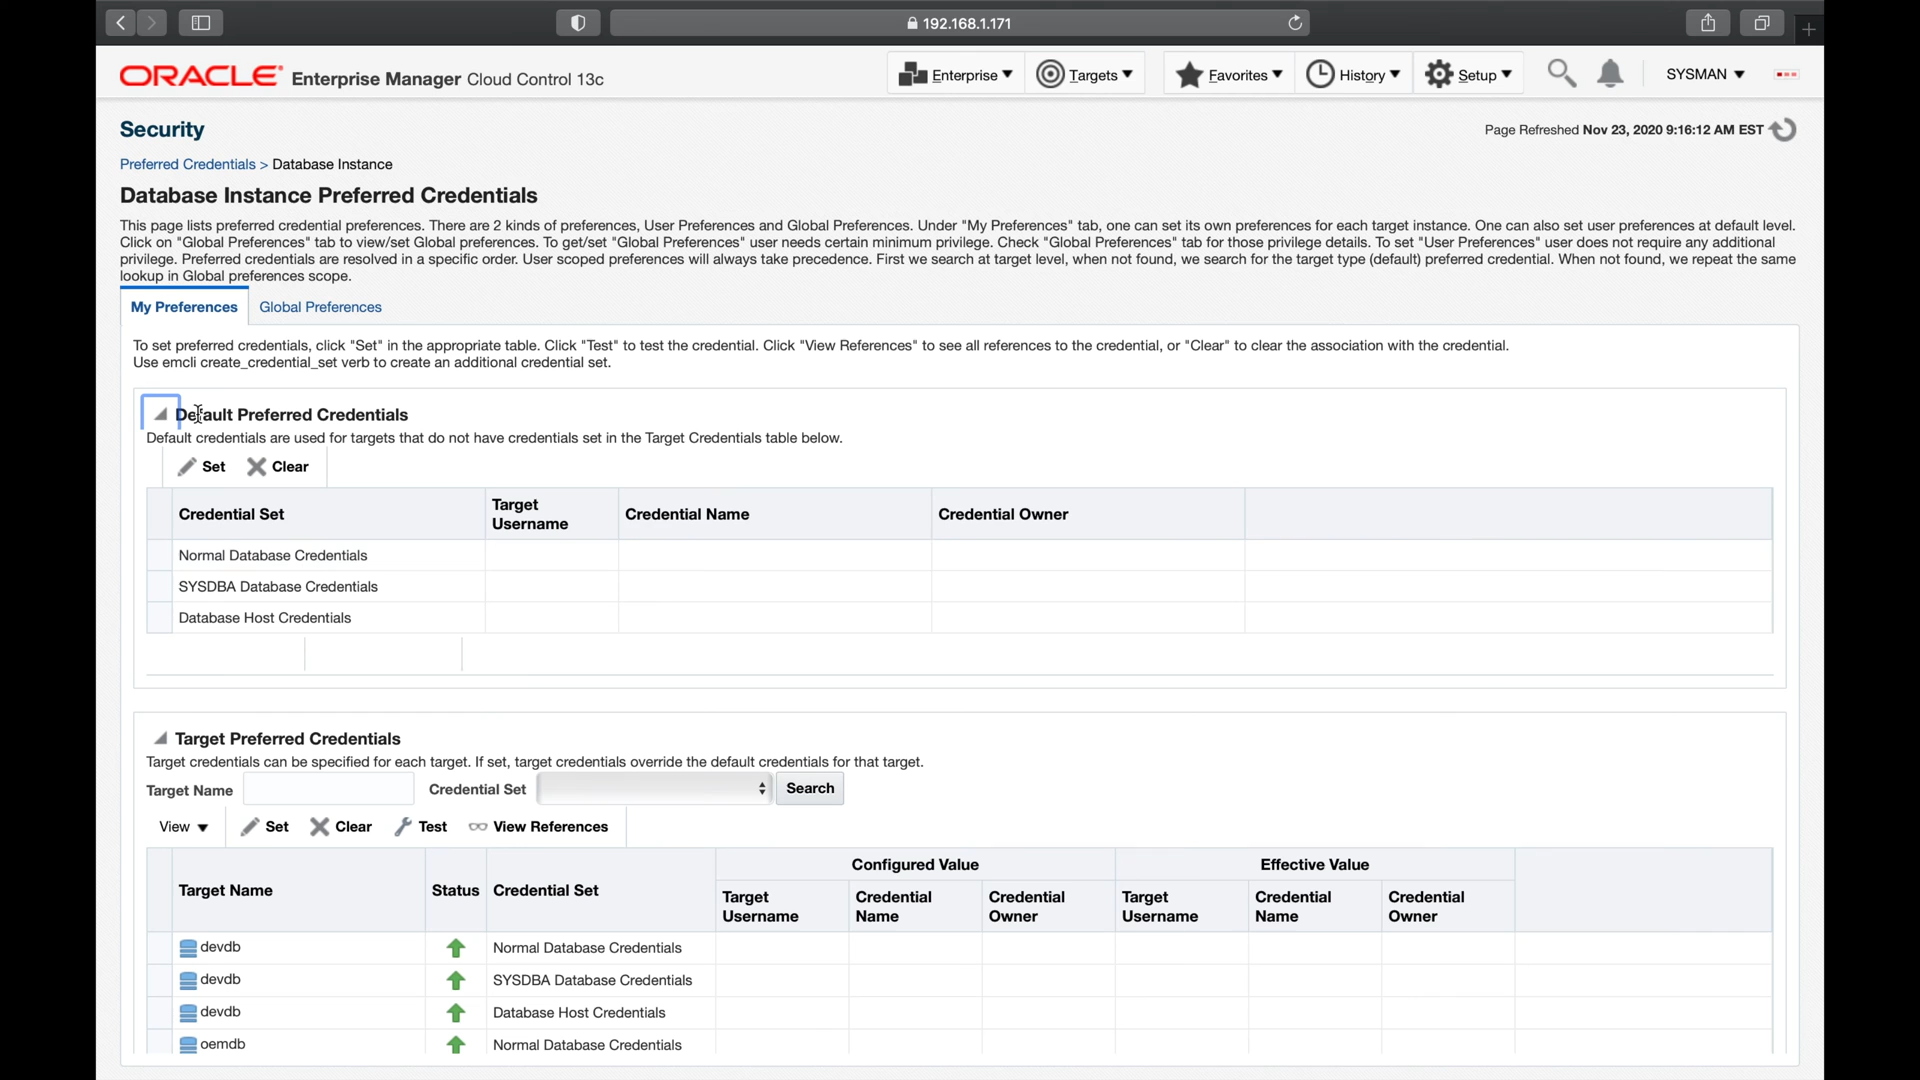 192.168.1.171
ORACLE Enterprise Manager Cloud Control 13c
Enterprise Targets Favorites History Setup SYSMAN
Security
Page Refreshed Nov 23, 2020 9:16:12 AM EST
Preferred Credentials > Database Instance
Database Instance Preferred Credentials
This page lists preferred credential preferences. There are 2 kinds of preferences, User Preferences and Global Preferences. Under "My Preferences" tab, one can set its own preferences for each target instance. One can also set user preferences at default level.
Click on "Global Preferences" tab to view/set Global preferences. To get/set "Global Preferences" user needs certain minimum privilege. Check "Global Preferences" tab for those privilege details. To set "User Preferences" user does not require any additional
privilege. Preferred credentials are resolved in a specific order. User scoped preferences will always take precedence. First we search at target level, when not found, we search for the target type (default) preferred credential. When not found, we repeat the same
lookup in Global preferences scope.
My Preferences Global Preferences
To set preferred credentials, click "Set" in the appropriate table. Click "Test" to test the credential. Click "View References" to see all references to the credential, or "Clear" to clear the association with the credential.
Use emcli create_credential_set verb to create an additional credential set.
Default Preferred Credentials
Default credentials are used for targets that do not have credentials set in the Target Credentials table below.
Set Clear
Credential Set Target Username Credential Name Credential Owner
Normal Database Credentials
SYSDBA Database Credentials
Database Host Credentials
Target Preferred Credentials
Target credentials can be specified for each target. If set, target credentials override the default credentials for that target.
Target Name Credential Set Search
View Set Clear Test View References
Configured Value Effective Value
Target Name Status Credential Set Target Username Credential Name Credential Owner Target Username Credential Name Credential Owner
devdb Normal Database Credentials
devdb SYSDBA Database Credentials
devdb Database Host Credentials
oemdb Normal Database Credentials